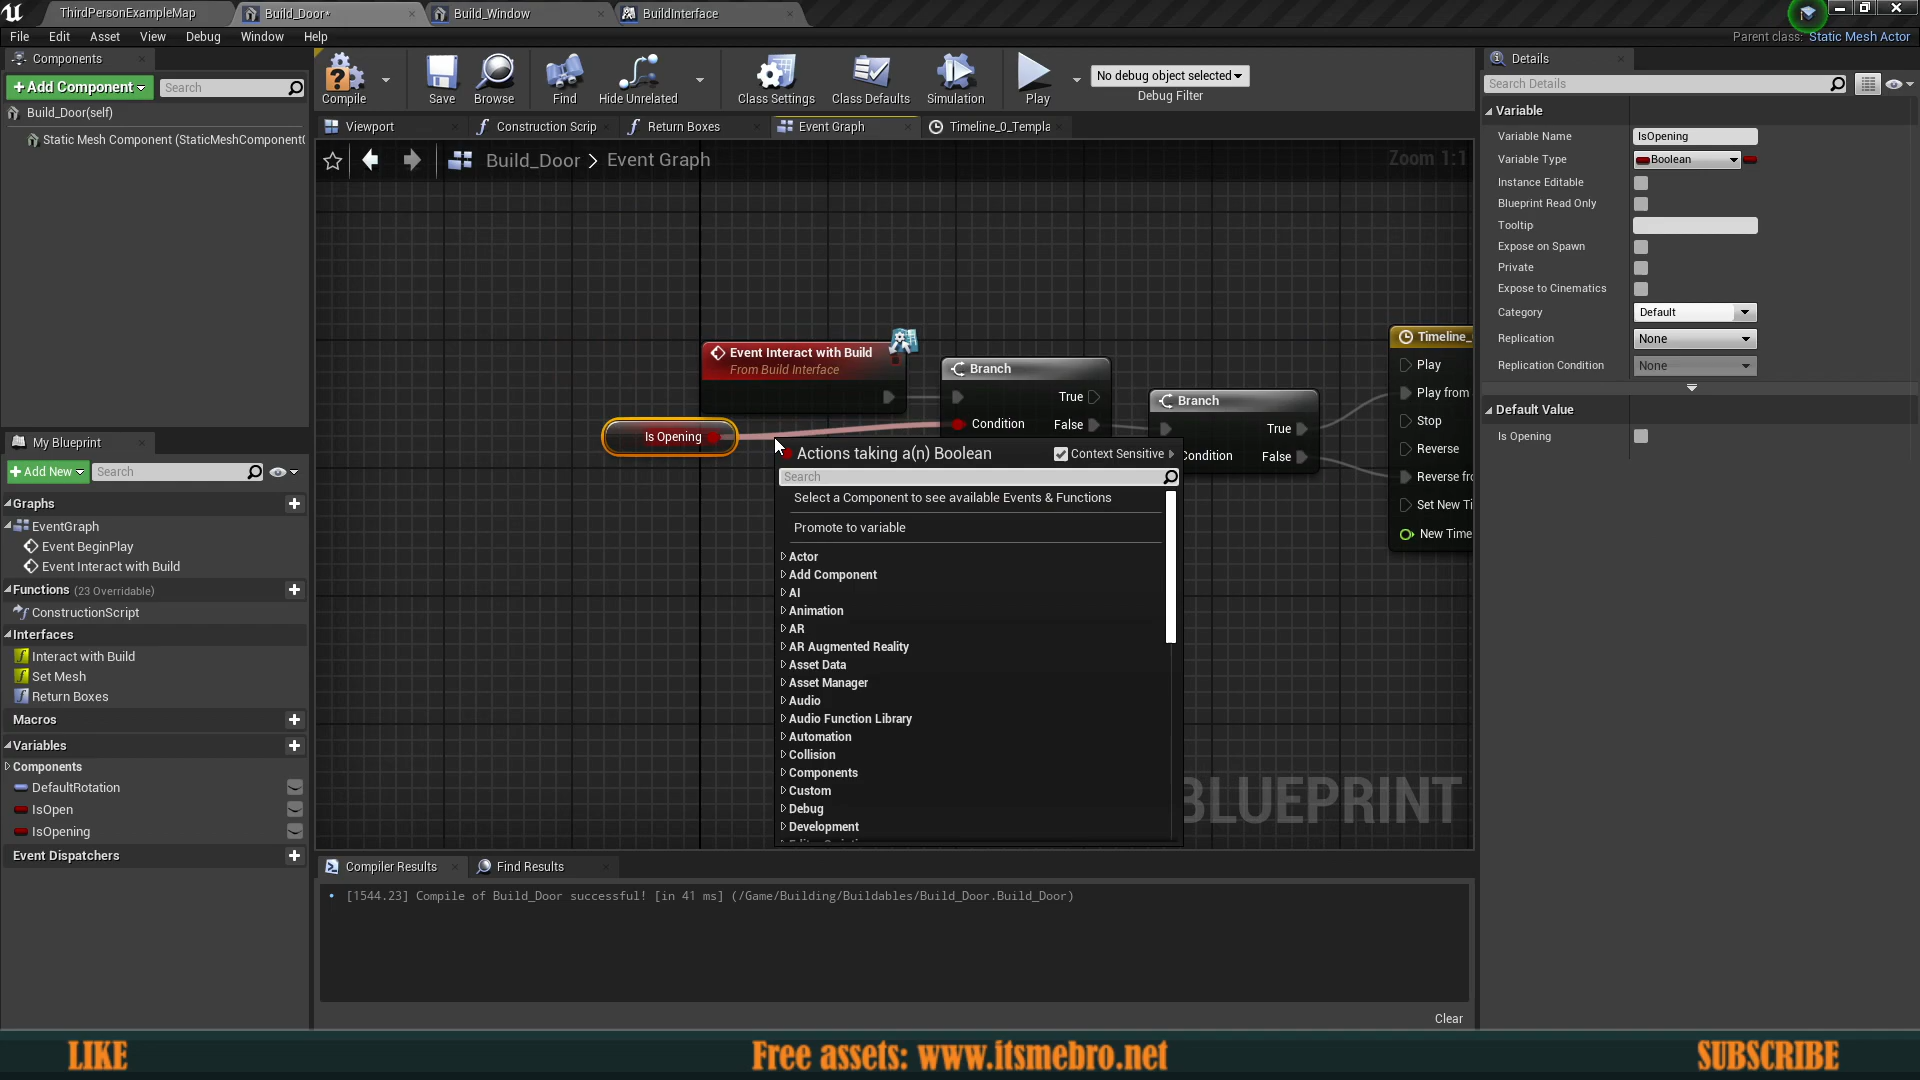 ThirdPersonExampleMap
Build_Door*
Build_Window
BuildInterface
File Edit Asset View Debug Window Help
Parent class: Static Mesh Actor
Components
+Add Component
Search
Build_Door(self)
Static Mesh Component (StaticMeshComponent(
Compile
Save
Browse
Find
Hide Unrelated
Class Settings
Class Defaults
Simulation
Play
No debug object selected
Debug Filter
Viewport
Construction Scrip
Return Boxes
Event Graph
Timeline_0_Templa
Build_Door > Event Graph
Zoom 1:1
Event Interact with Build
From Build Interface
Branch
True
Condition
False
Is Opening
Branch
True
Condition
False
Timeline_
Play
Play from
Stop
Reverse
Reverse fr
Set New Ti
New Time
Actions taking a(n) Boolean
Context Sensitive
Search
Select a Component to see available Events & Functions
Promote to variable
Actor
Add Component
AI
Animation
AR
AR Augmented Reality
Asset Data
Asset Manager
Audio
Audio Function Library
Automation
Collision
Components
Custom
Debug
Development
BLUEPRINT
My Blueprint
+Add New
Search
Graphs
EventGraph
Event BeginPlay
Event Interact with Build
Functions (23 Overridable)
ConstructionScript
Interfaces
Interact with Build
Set Mesh
Return Boxes
Macros
Variables
Components
DefaultRotation
IsOpen
IsOpening
Event Dispatchers
Compiler Results
Find Results
[1544.23] Compile of Build_Door successful! [in 41 ms] (/Game/Building/Buildables/Build_Door.Build_Door)
Clear
Details
Search Details
Variable
Variable Name IsOpening
Variable Type Boolean
Instance Editable
Blueprint Read Only
Tooltip
Expose on Spawn
Private
Expose to Cinematics
Category Default
Replication None
Replication Condition None
Default Value
Is Opening
LIKE
Free assets: www.itsmebro.net
SUBSCRIBE